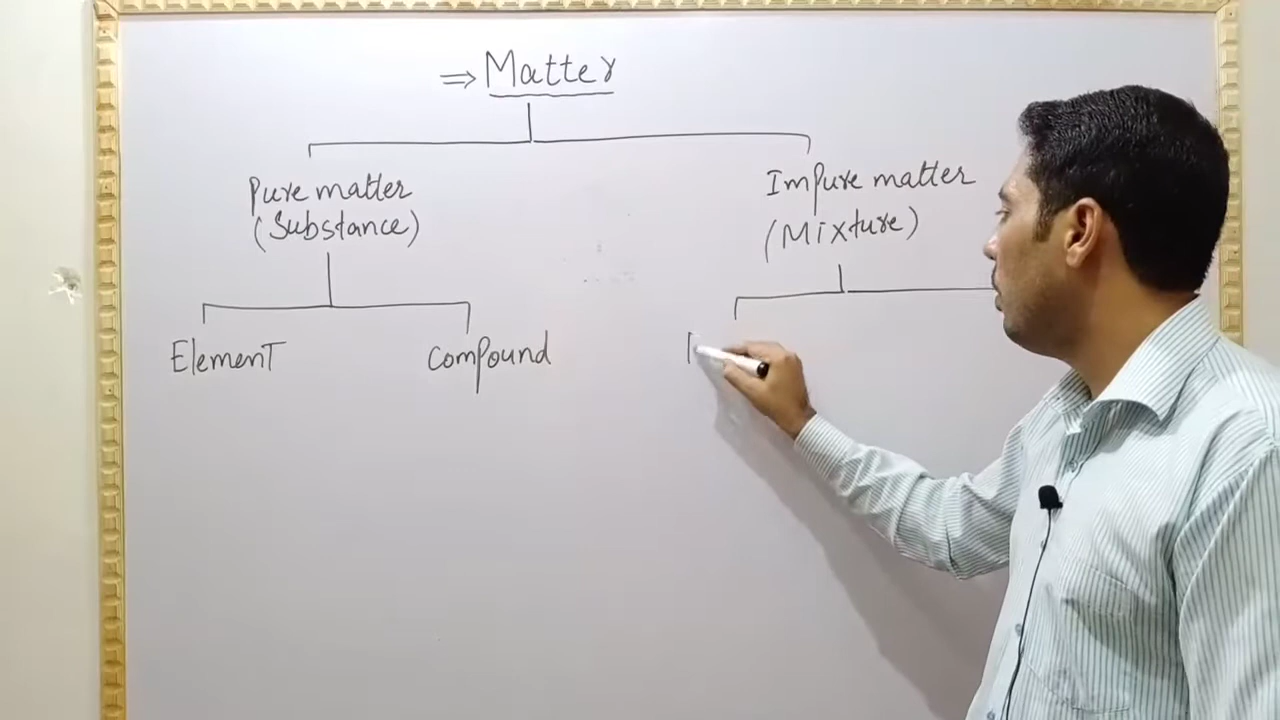 ⇒ Matter
Pure matter
(Substance)
Impure matter
(Mixture)
Element
Compound